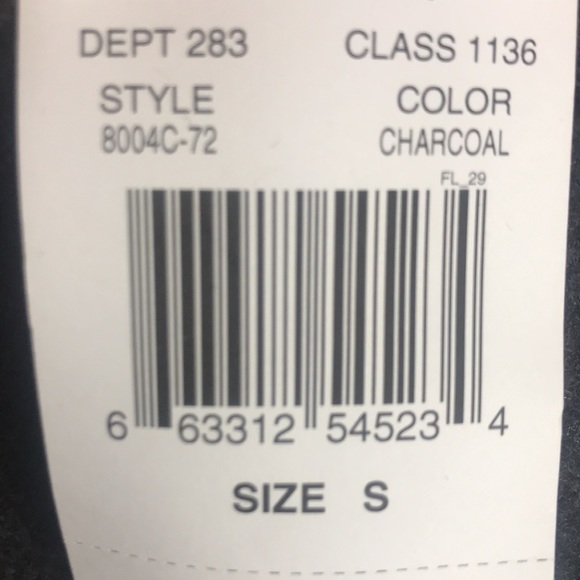 DEPT 283 CLASS 1136
STYLE COLOR
8004C-72 CHARCOAL
FL_29
6 63312 54523 4
SIZE S